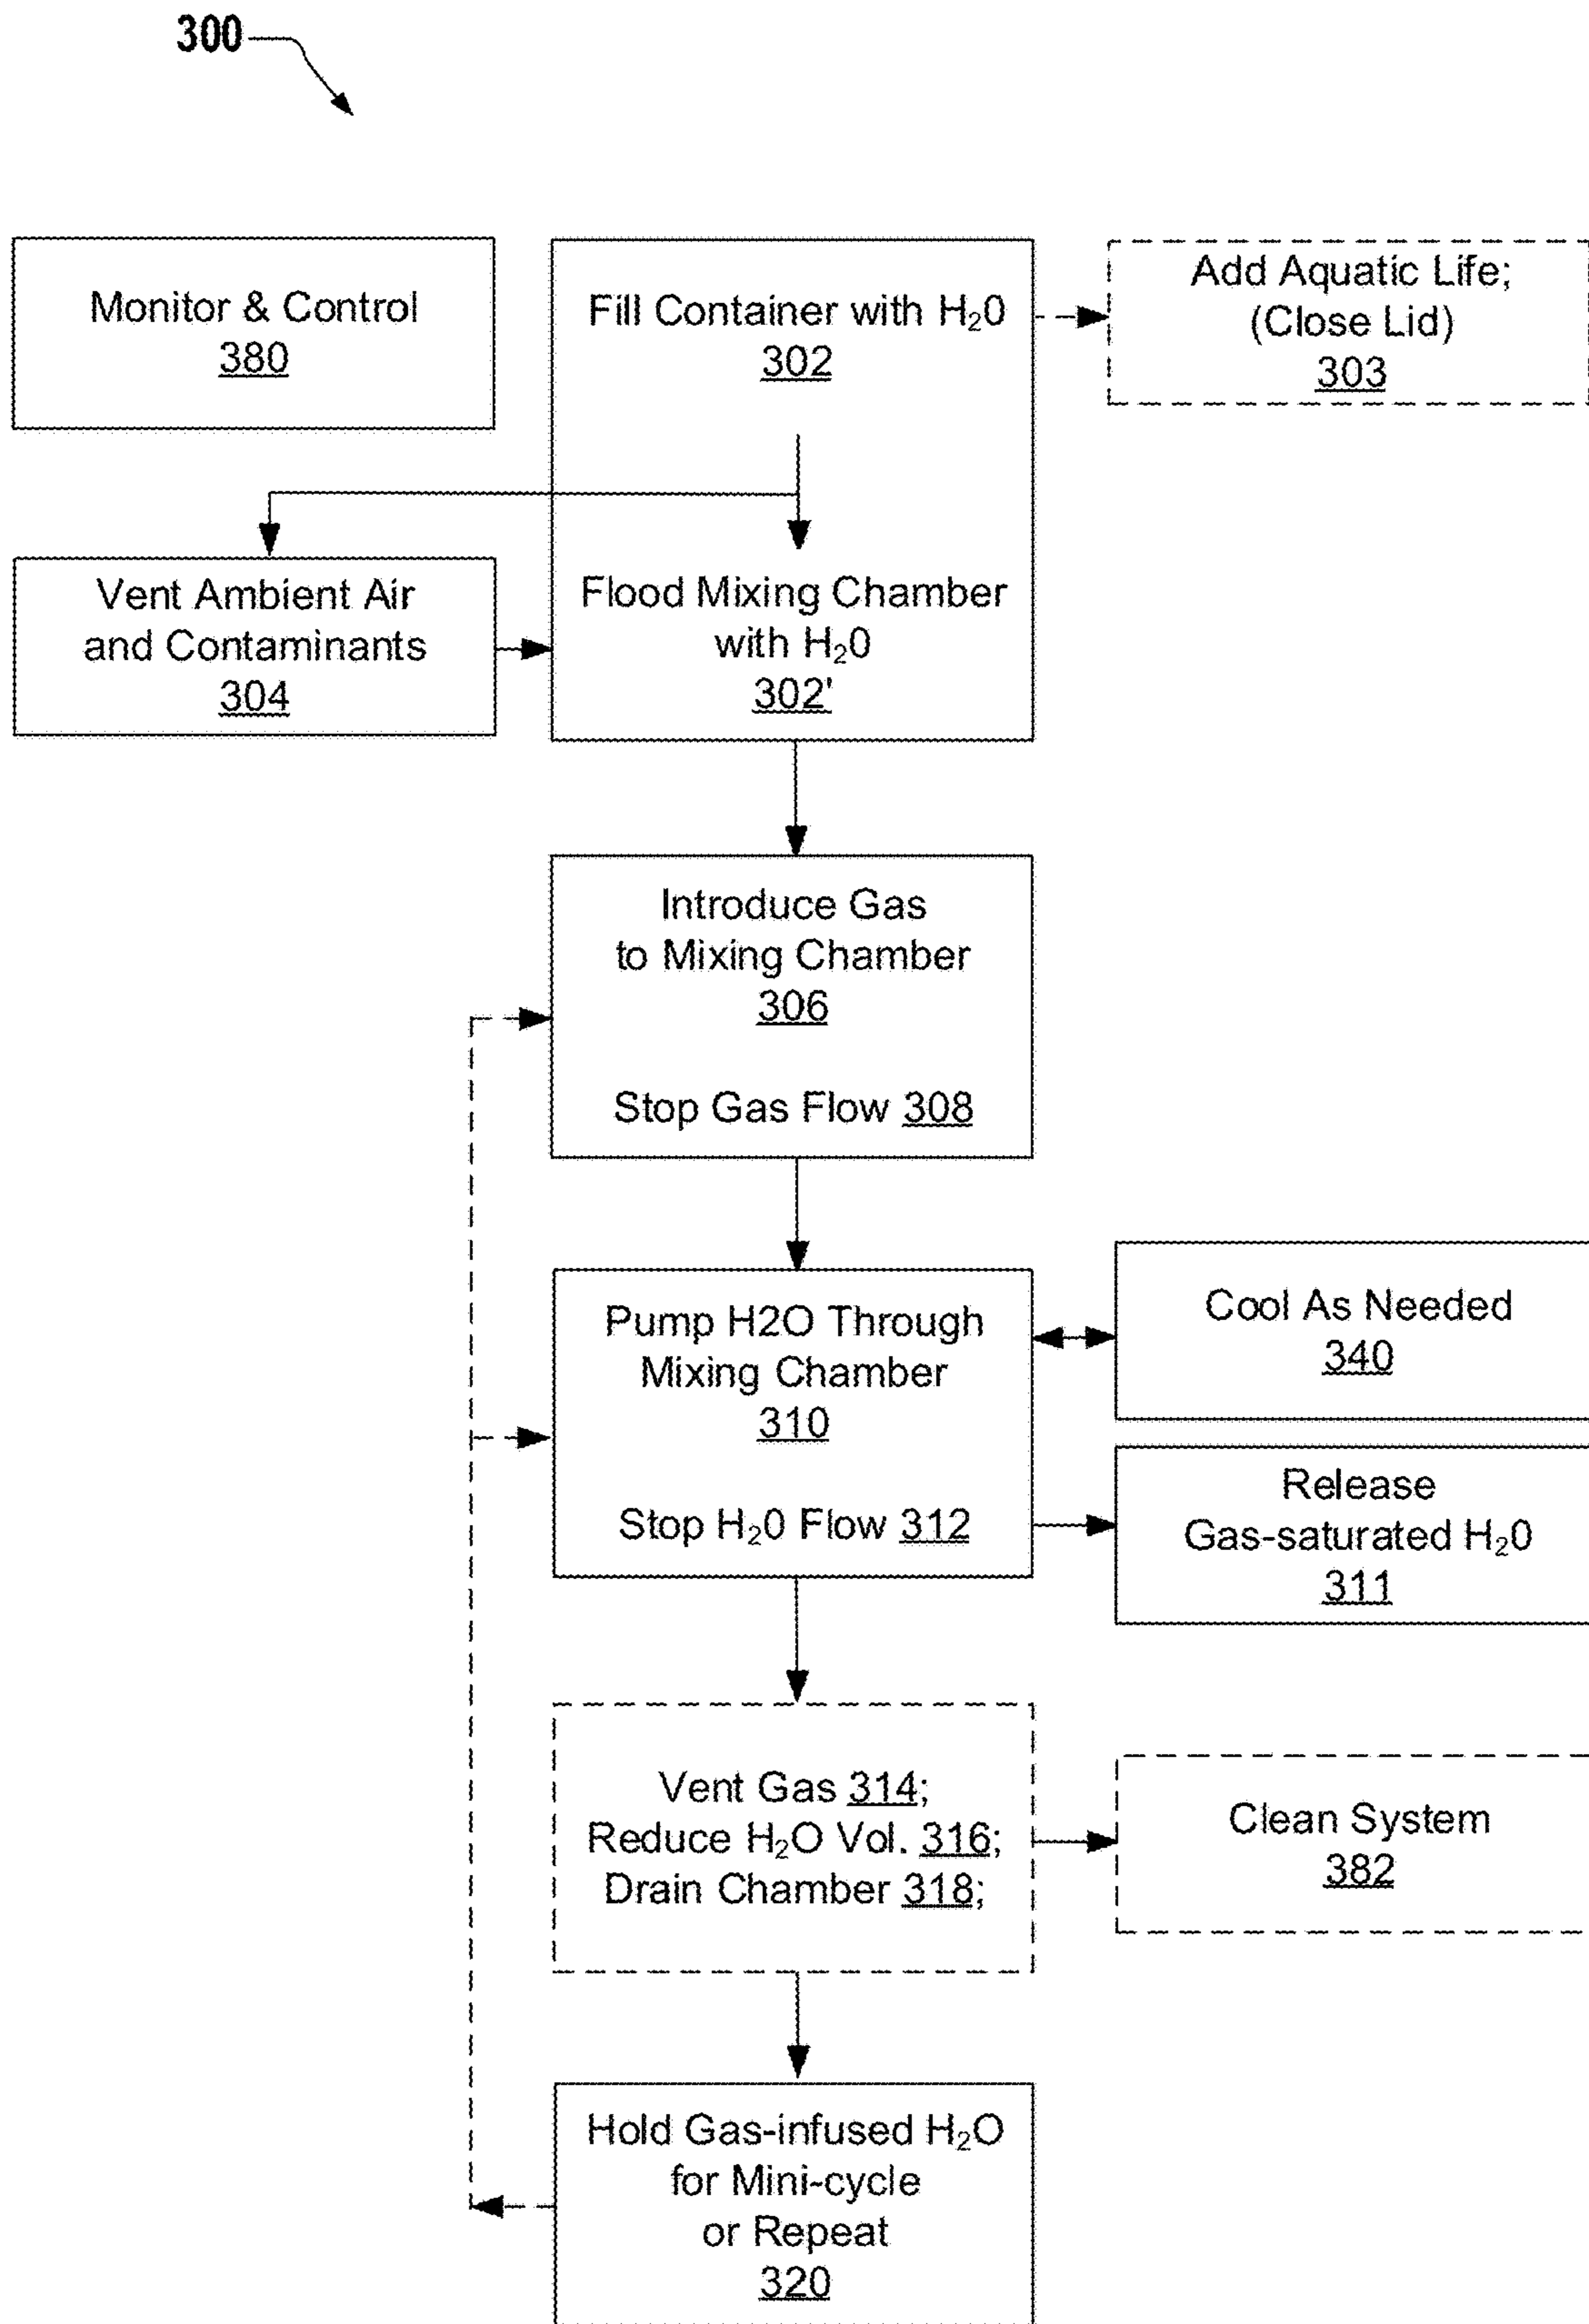 300
Monitor & Control
380
Fill Container with H₂0
302
Add Aquatic Life;
(Close Lid)
303
Vent Ambient Air
and Contaminants
304
Flood Mixing Chamber
with H₂0
302'
Introduce Gas
to Mixing Chamber
306
Stop Gas Flow 308
Pump H2O Through
Mixing Chamber
310
Stop H₂0 Flow 312
Cool As Needed
340
Release
Gas-saturated H₂0
311
Vent Gas 314;
Reduce H₂O Vol. 316;
Drain Chamber 318;
Clean System
382
Hold Gas-infused H₂O
for Mini-cycle
or Repeat
320